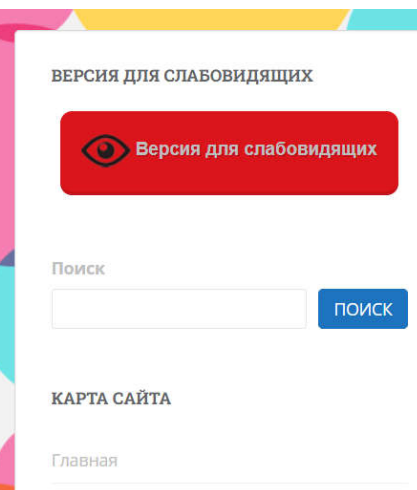 ВЕРСИЯ ДЛЯ СЛАБОВИДЯЩИХ
Версия для слабовидящих
Поиск
ПОИСК
КАРТА САЙТА
Главная